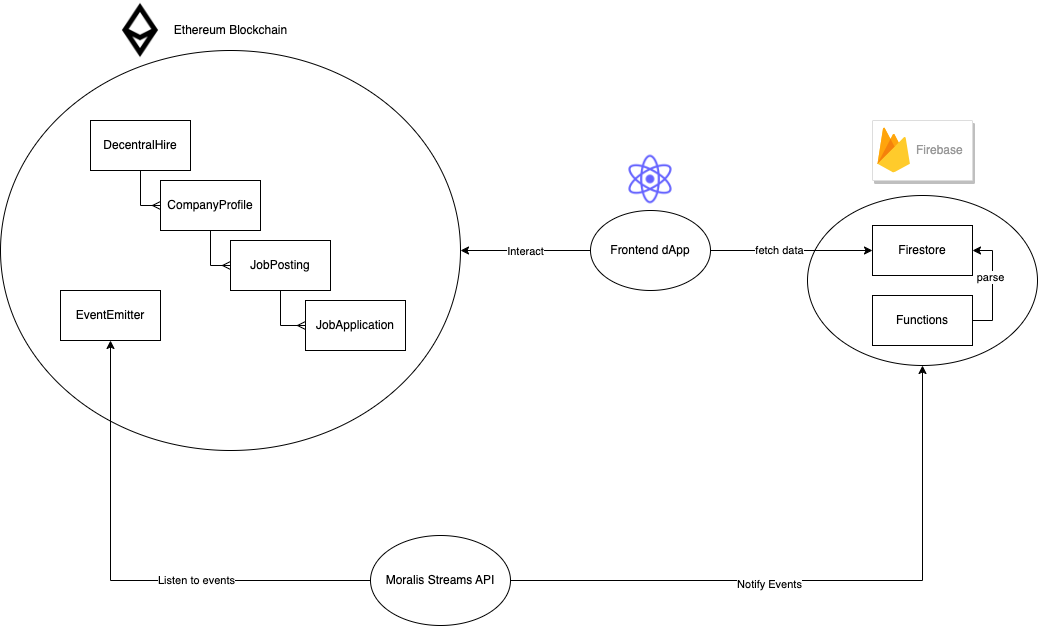 Ethereum Blockchain
DecentralHire
CompanyProfile
JobPosting
JobApplication
EventEmitter
Interact
Frontend dApp
fetch data
Firebase
Firestore
parse
Functions
Listen to events
Moralis Streams API
Notify Events